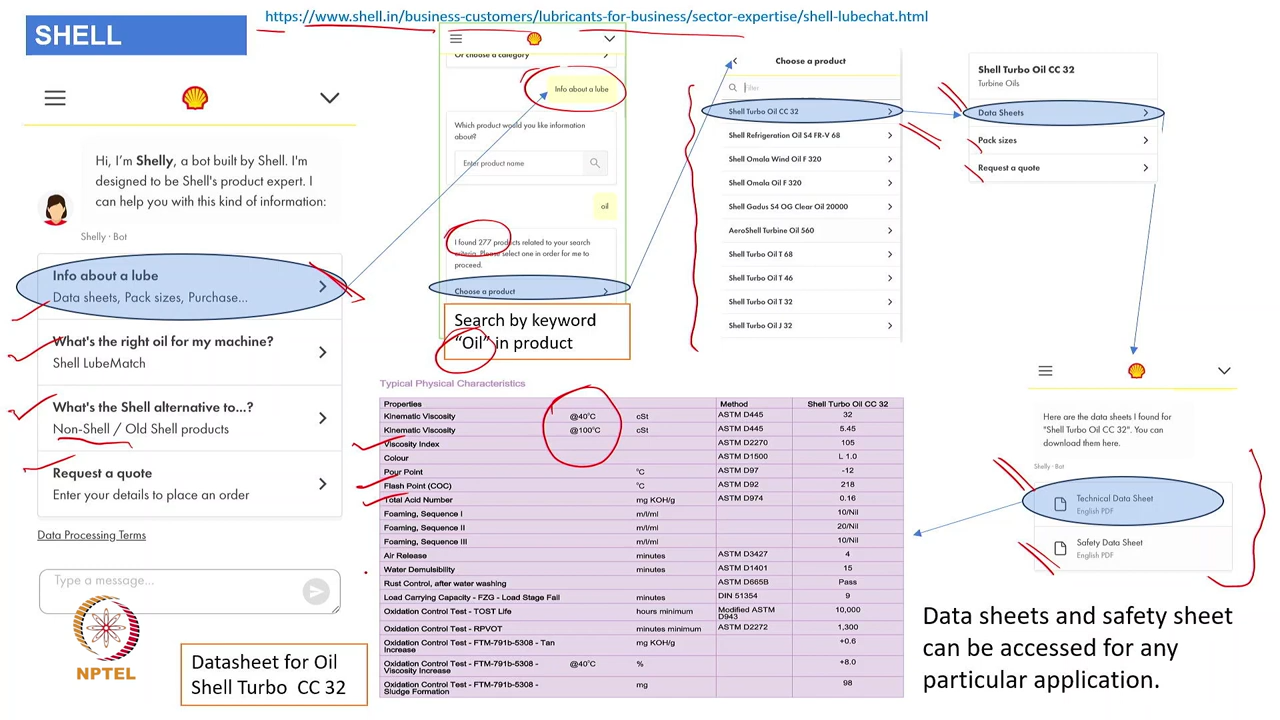 SHELL
https://www.shell.in/business-customers/lubricants-for-business/sector-expertise/shell-lubechat.html
Hi, I'm Shelly, a bot built by Shell. I'm
designed to be Shell's product expert. I
can help you with this kind of information:
Shelly · Bot
Info about a lube
Data sheets, Pack sizes, Purchase...
What's the right oil for my machine?
Shell LubeMatch
What's the Shell alternative to...?
Non-Shell / Old Shell products
Request a quote
Enter your details to place an order
Data Processing Terms
Type a message...
NPTEL
Datasheet for Oil
Shell Turbo CC 32
Or choose a category
Info about a lube
Which product would you like information
about?
Enter product name
oil
I found 277 products related to your search
criteria. Please select one in order for me to
proceed.
Choose a product
Search by keyword
"Oil" in product
Choose a product
Filter
Shell Turbo Oil CC 32
Shell Refrigeration Oil S4 FR-V 68
Shell Omala Wind Oil F 320
Shell Omala Oil F 320
Shell Gadus S4 OG Clear Oil 20000
AeroShell Turbine Oil 560
Shell Turbo Oil T 68
Shell Turbo Oil T 46
Shell Turbo Oil T 32
Shell Turbo Oil J 32
Shell Turbo Oil CC 32
Turbine Oils
Data Sheets
Pack sizes
Request a quote
Here are the data sheets I found for
"Shell Turbo Oil CC 32". You can
download them here.
Shelly · Bot
Technical Data Sheet
English PDF
Safety Data Sheet
English PDF
Typical Physical Characteristics
Properties Method Shell Turbo Oil CC 32
Kinematic Viscosity @40°C cSt ASTM D445 32
Kinematic Viscosity @100°C cSt ASTM D445 5.45
Viscosity Index ASTM D2270 105
Colour ASTM D1500 L 1.0
Pour Point °C ASTM D97 -12
Flash Point (COC) °C ASTM D92 218
Total Acid Number mg KOH/g ASTM D974 0.16
Foaming, Sequence I ml/ml 10/Nil
Foaming, Sequence II ml/ml 20/Nil
Foaming, Sequence III ml/ml 10/Nil
Air Release minutes ASTM D3427 4
Water Demulsibility minutes ASTM D1401 15
Rust Control, after water washing ASTM D665B Pass
Load Carrying Capacity - FZG - Load Stage Fail minutes DIN 51354 9
Oxidation Control Test - TOST Life hours minimum Modified ASTM D943 10,000
Oxidation Control Test - RPVOT minutes minimum ASTM D2272 1,300
Oxidation Control Test - FTM-791b-5308 - Tan
Increase mg KOH/g +0.6
Oxidation Control Test - FTM-791b-5308 -
Viscosity Increase @40°C % +8.0
Oxidation Control Test - FTM-791b-5308 -
Sludge Formation mg 98
Data sheets and safety sheet
can be accessed for any
particular application.